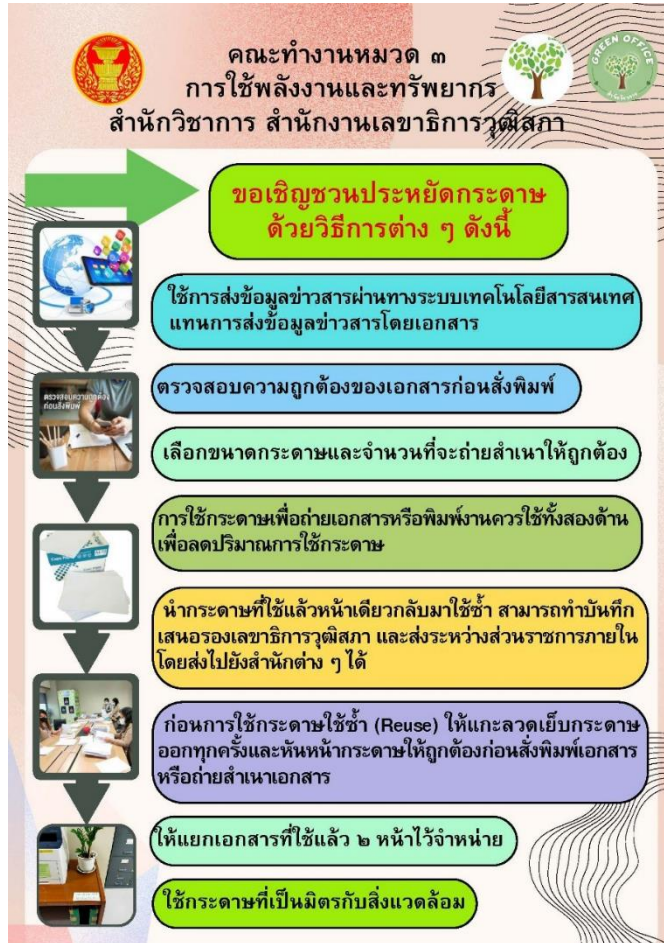 คณะทำงานหมวด ๓
การใช้พลังงานและทรัพยากร
สำนักวิชาการ สำนักงานเลขาธิการวุฒิสภา
GREEN OFFICE
ขอเชิญชวนประหยัดกระดาษ
ด้วยวิธีการต่าง ๆ ดังนี้
ใช้การส่งข้อมูลข่าวสารผ่านทางระบบเทคโนโลยีสารสนเทศ
แทนการส่งข้อมูลข่าวสารโดยเอกสาร
ตรวจสอบความถูกต้อง
ก่อนสั่งพิมพ์
ตรวจสอบความถูกต้องของเอกสารก่อนสั่งพิมพ์
เลือกขนาดกระดาษและจำนวนที่จะถ่ายสำเนาให้ถูกต้อง
การใช้กระดาษเพื่อถ่ายเอกสารหรือพิมพ์งานควรใช้ทั้งสองด้าน
เพื่อลดปริมาณการใช้กระดาษ
นำกระดาษที่ใช้แล้วหน้าเดียวกลับมาใช้ซ้ำ สามารถทำบันทึก
เสนอรองเลขาธิการวุฒิสภา และส่งระหว่างส่วนราชการภายใน
โดยส่งไปยังสำนักต่าง ๆ ได้
ก่อนการใช้กระดาษใช้ซ้ำ (Reuse) ให้แกะลวดเย็บกระดาษ
ออกทุกครั้งและหันหน้ากระดาษให้ถูกต้องก่อนสั่งพิมพ์เอกสาร
หรือถ่ายสำเนาเอกสาร
ให้แยกเอกสารที่ใช้แล้ว ๒ หน้าไว้จำหน่าย
ใช้กระดาษที่เป็นมิตรกับสิ่งแวดล้อม